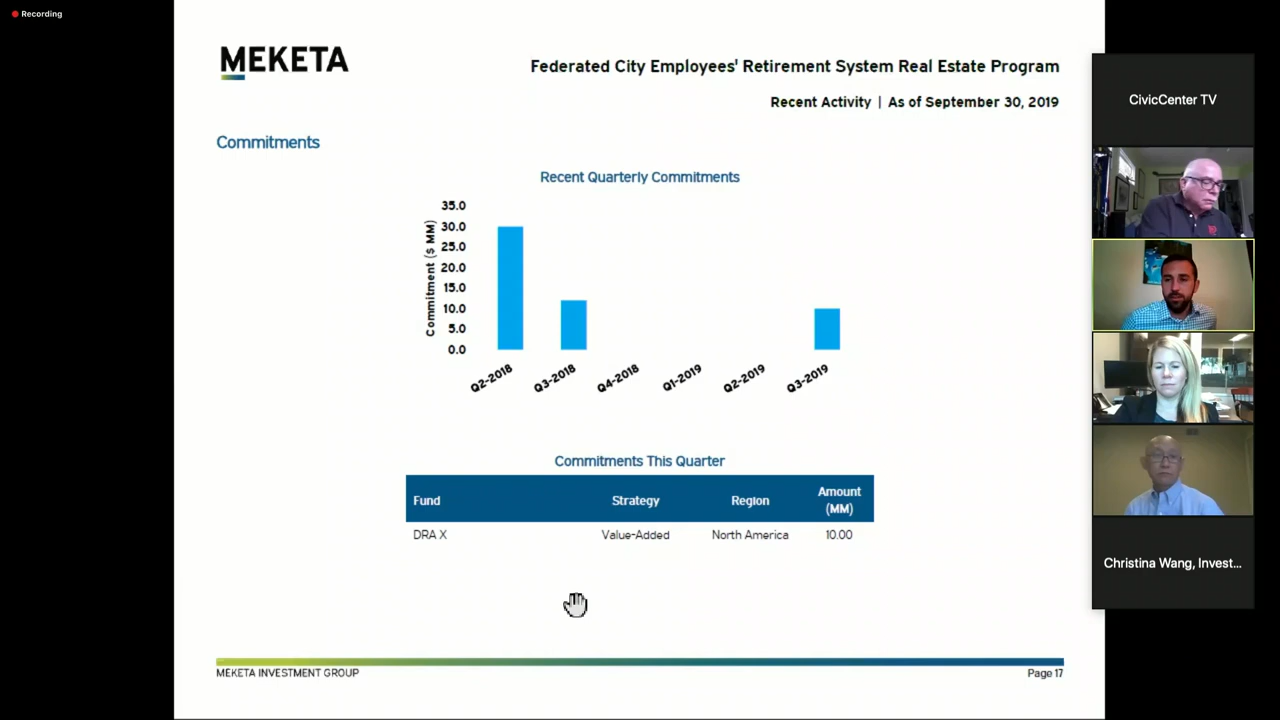 Recording
MEKETA
Federated City Employees' Retirement System Real Estate Program
Recent Activity | As of September 30, 2019
Commitments
Recent Quarterly Commitments
Commitment ($ MM)
35.0
30.0
25.0
20.0
15.0
10.0
5.0
0.0
Q2-2018 Q3-2018 Q4-2018 Q1-2019 Q2-2019 Q3-2019
Commitments This Quarter
Fund Strategy Region Amount (MM)
DRA X Value-Added North America 10.00
MEKETA INVESTMENT GROUP Page 17
CivicCenter TV
Christina Wang, Invest...